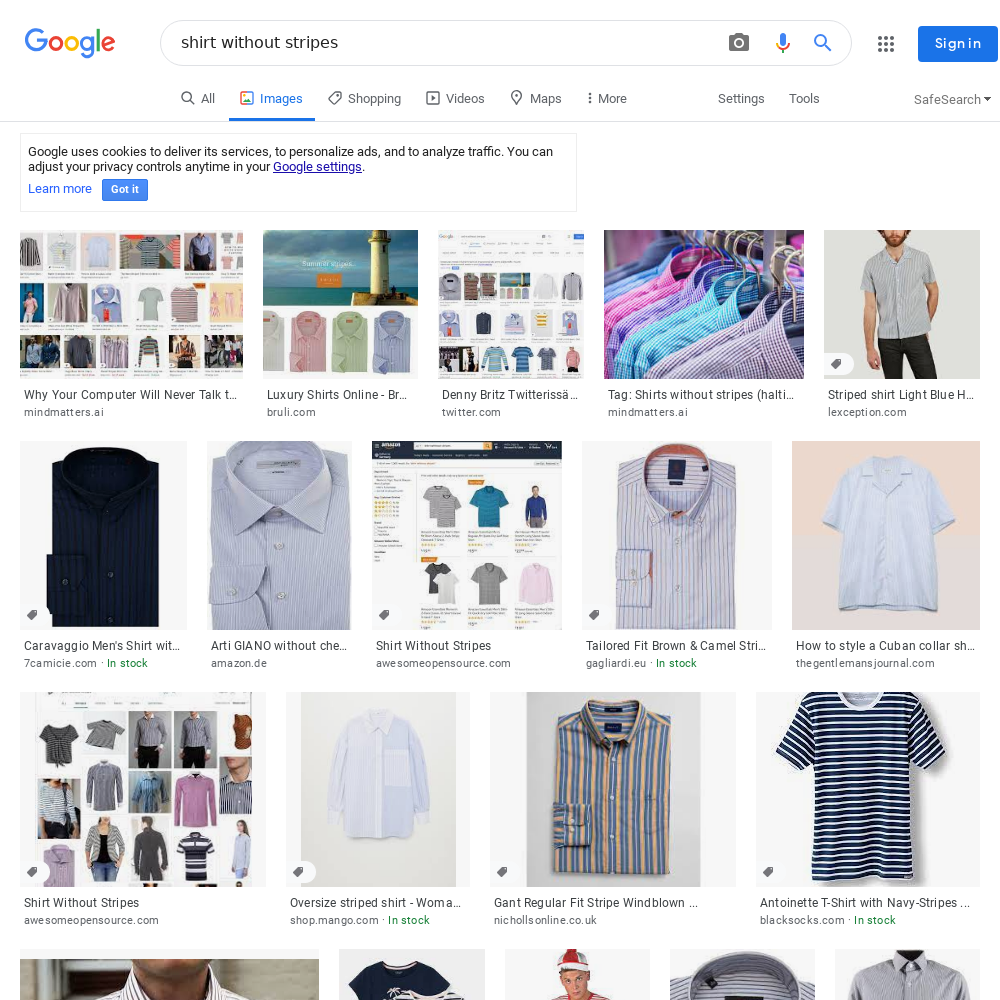 Google
shirt without stripes
Sign in
All
Images
Shopping
Videos
Maps
More
Settings
Tools
SafeSearch
Google uses cookies to deliver its services, to personalize ads, and to analyze traffic. You can
adjust your privacy controls anytime in your Google settings.
Learn more
Got it
Summer stripes..
Why Your Computer Will Never Talk t...
mindmatters.ai
Luxury Shirts Online - Br...
bruli.com
Denny Britz Twitterissä...
twitter.com
Tag: Shirts without stripes (halti...
mindmatters.ai
Striped shirt Light Blue H...
lexception.com
amazon
Caravaggio Men's Shirt wit...
7camicie.com · In stock
Arti GIANO without che...
amazon.de
Shirt Without Stripes
awesomeopensource.com
Tailored Fit Brown & Camel Stri...
gagliardi.eu · In stock
How to style a Cuban collar sh...
thegentlemansjournal.com
Shirt Without Stripes
awesomeopensource.com
Oversize striped shirt - Woma...
shop.mango.com · In stock
Gant Regular Fit Stripe Windblown ...
nichollsonline.co.uk
Antoinette T-Shirt with Navy-Stripes ...
blacksocks.com · In stock